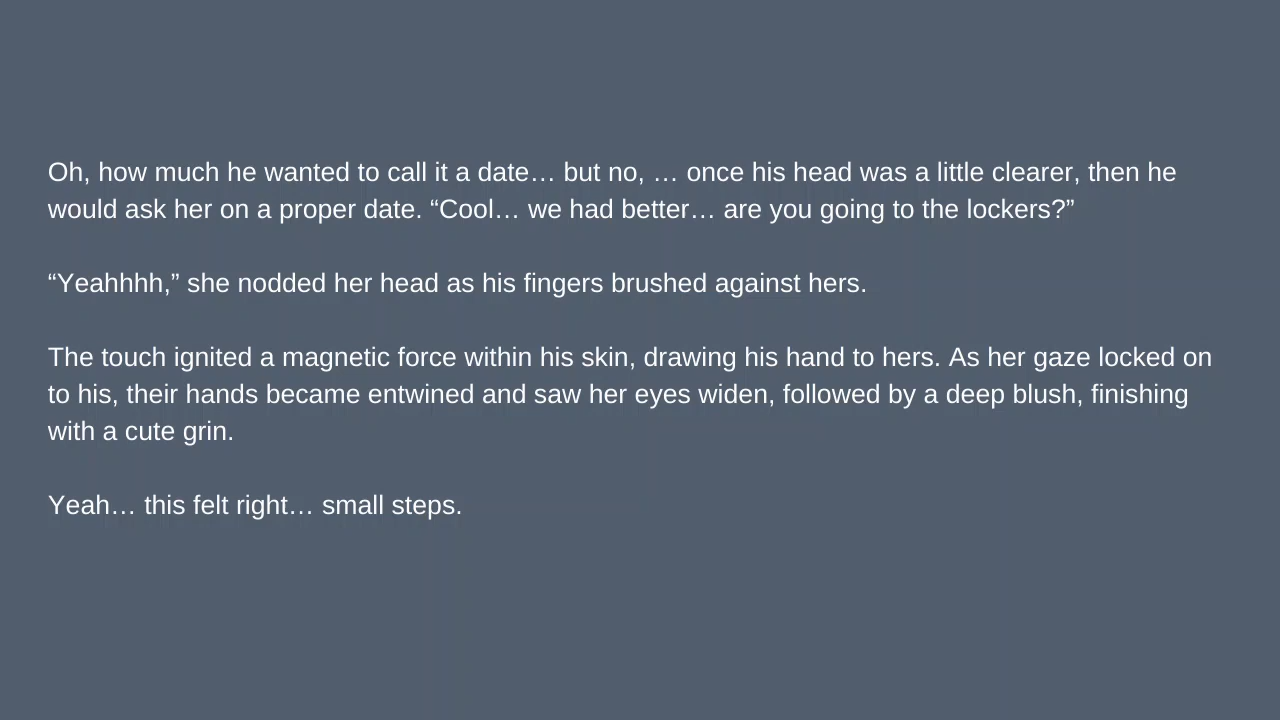 Oh, how much he wanted to call it a date… but no, … once his head was a little clearer, then he
would ask her on a proper date. “Cool… we had better… are you going to the lockers?”
“Yeahhhh,” she nodded her head as his fingers brushed against hers.
The touch ignited a magnetic force within his skin, drawing his hand to hers. As her gaze locked on
to his, their hands became entwined and saw her eyes widen, followed by a deep blush, finishing
with a cute grin.
Yeah… this felt right… small steps.